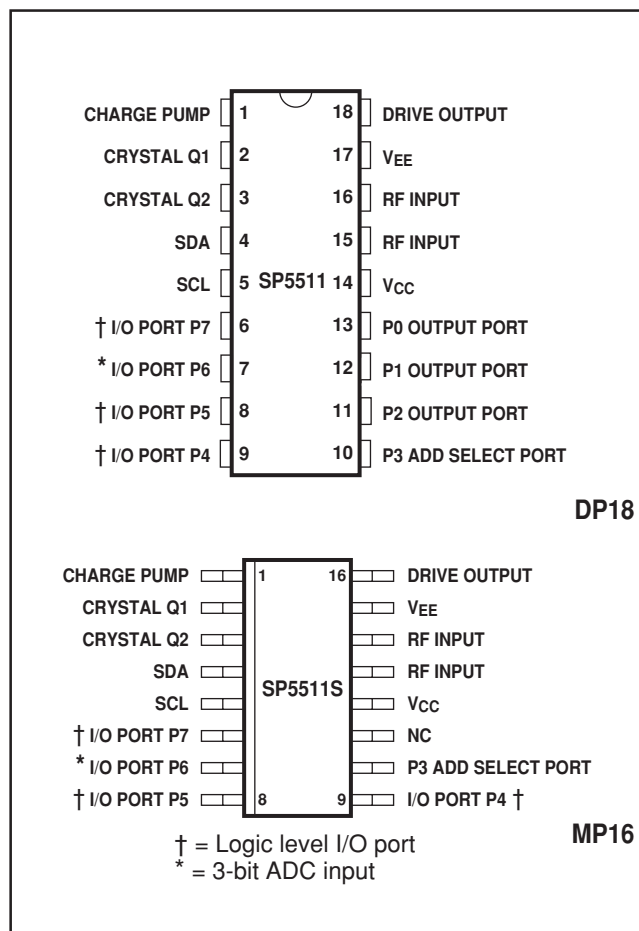 CHARGE PUMP 1 18 DRIVE OUTPUT
CRYSTAL Q1 2 17 VEE
CRYSTAL Q2 3 16 RF INPUT
SDA 4 15 RF INPUT
SCL 5 SP5511 14 VCC
† I/O PORT P7 6 13 P0 OUTPUT PORT
* I/O PORT P6 7 12 P1 OUTPUT PORT
† I/O PORT P5 8 11 P2 OUTPUT PORT
† I/O PORT P4 9 10 P3 ADD SELECT PORT
DP18
CHARGE PUMP 1 16 DRIVE OUTPUT
CRYSTAL Q1 VEE
CRYSTAL Q2 RF INPUT
SDA RF INPUT
SP5511S
SCL VCC
† I/O PORT P7 NC
* I/O PORT P6 P3 ADD SELECT PORT
† I/O PORT P5 8 9 I/O PORT P4 †
MP16
† = Logic level I/O port
* = 3-bit ADC input